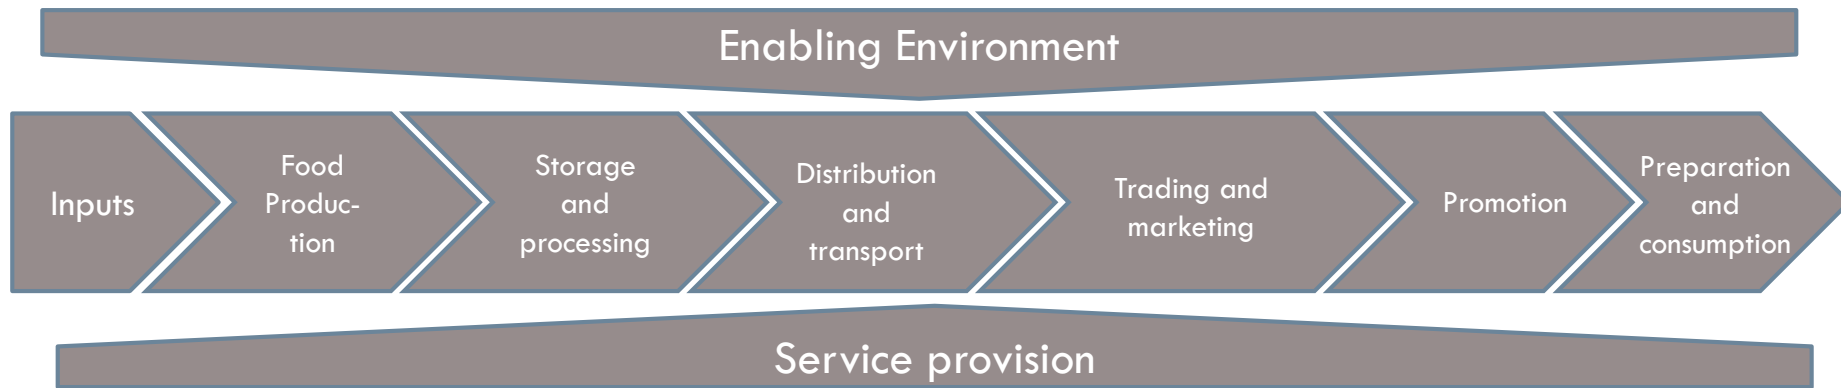 Enabling Environment
Inputs
Food
Produc-
tion
Storage
and
processing
Distribution
and
transport
Trading and
marketing
Promotion
Preparation
and
consumption
Service provision